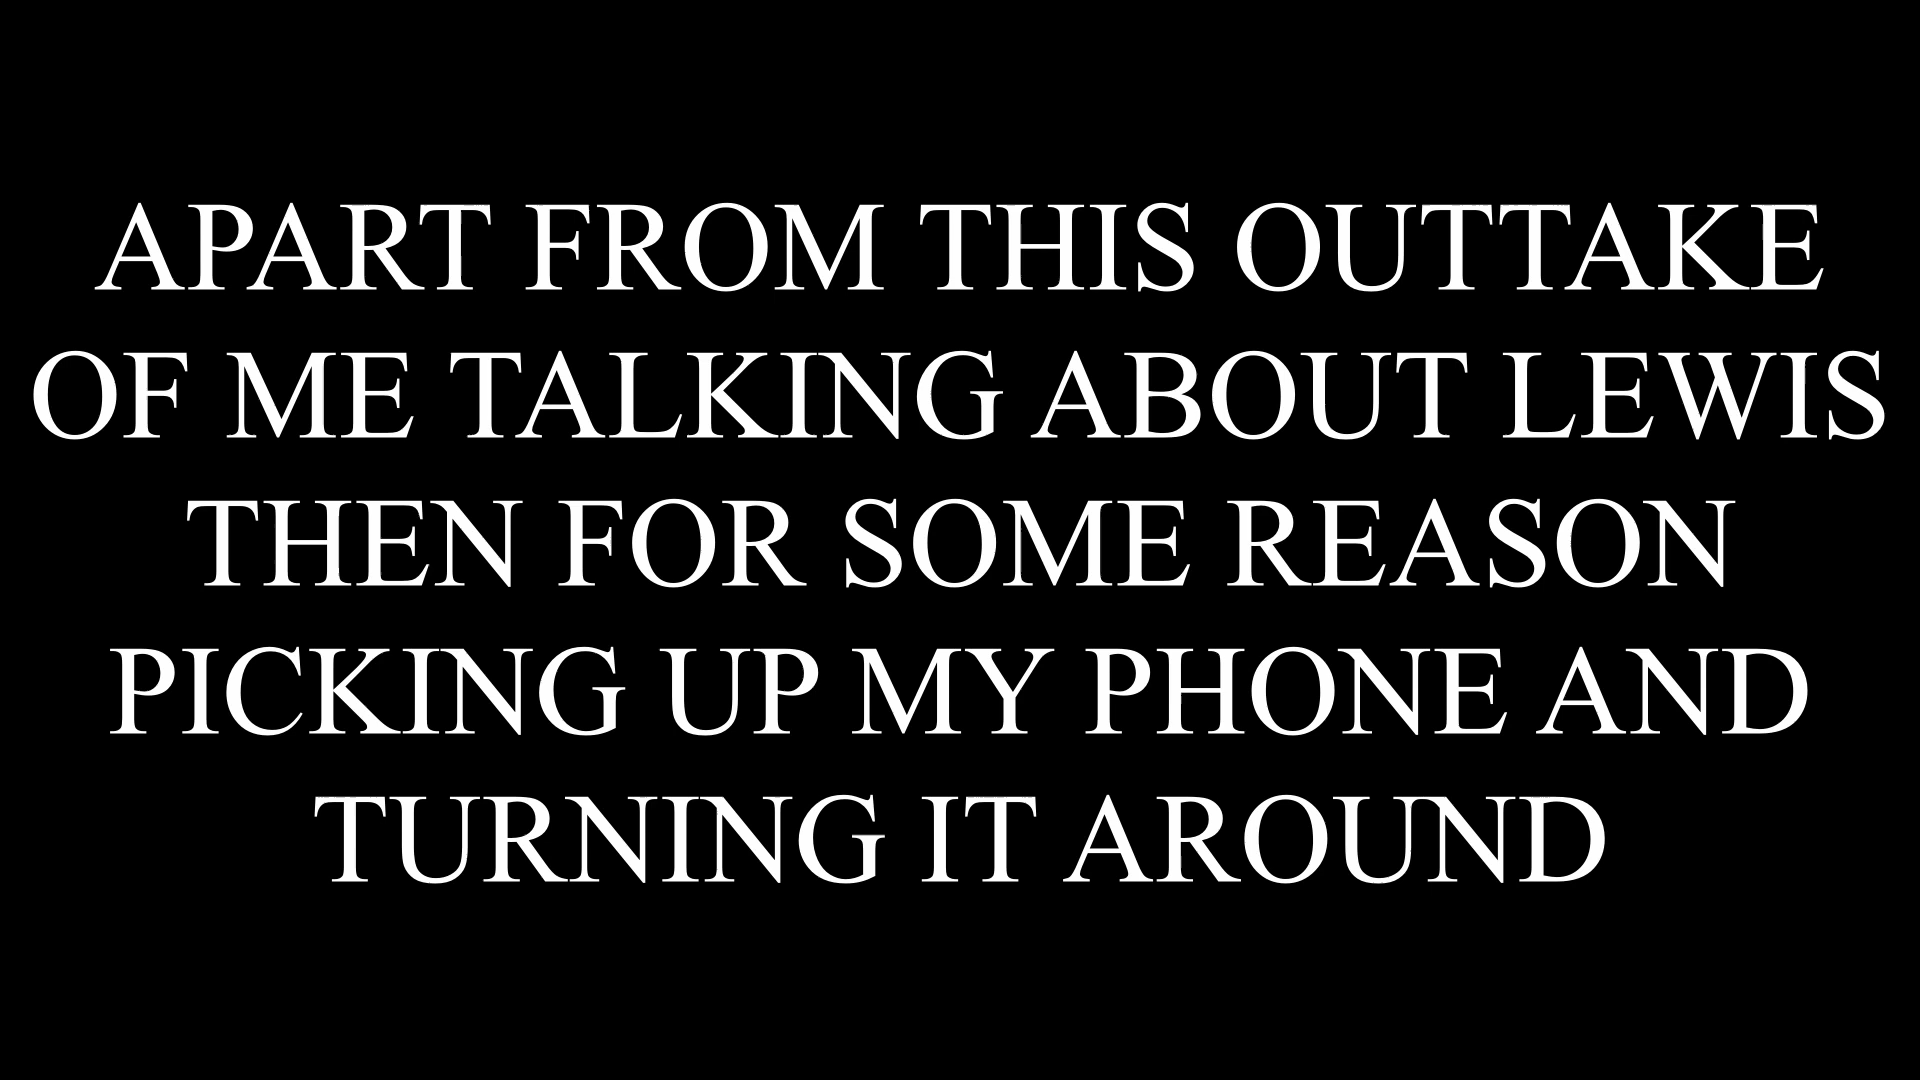 APART FROM THIS OUTTAKE
OF ME TALKING ABOUT LEWIS
THEN FOR SOME REASON
PICKING UP MY PHONE AND
TURNING IT AROUND